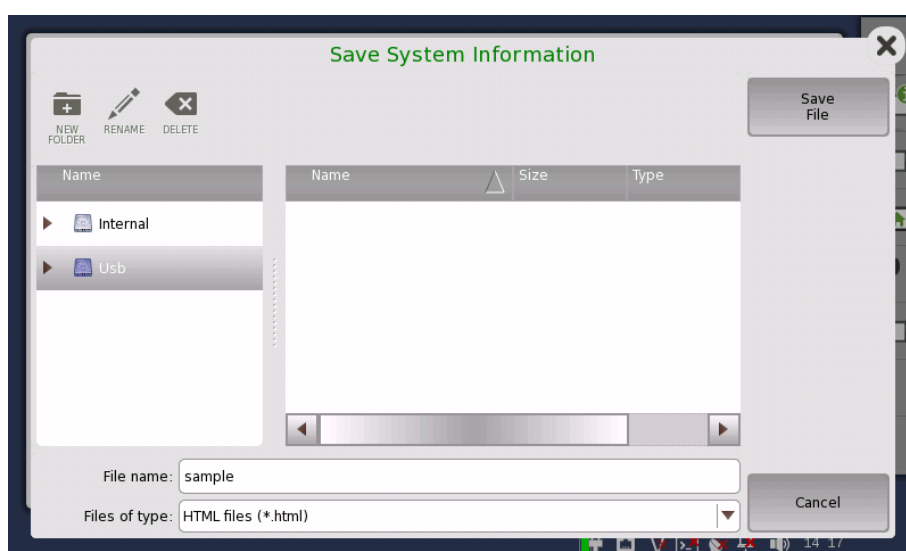 Save System Information
Save
File
NEW
FOLDER
RENAME
DELETE
Name
Name
Size
Type
Internal
Usb
File name:
sample
Files of type:
HTML files (*.html)
Cancel
14 17